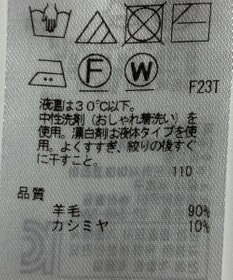 F W F23T
液温は30℃以下。
中性洗剤(おしゃれ着洗い)を
使用。漂白剤は液体タイプを使
用。よくすすぎ、絞りの後すぐ
に干すこと。
110
品質
羊毛 90%
カシミヤ 10%